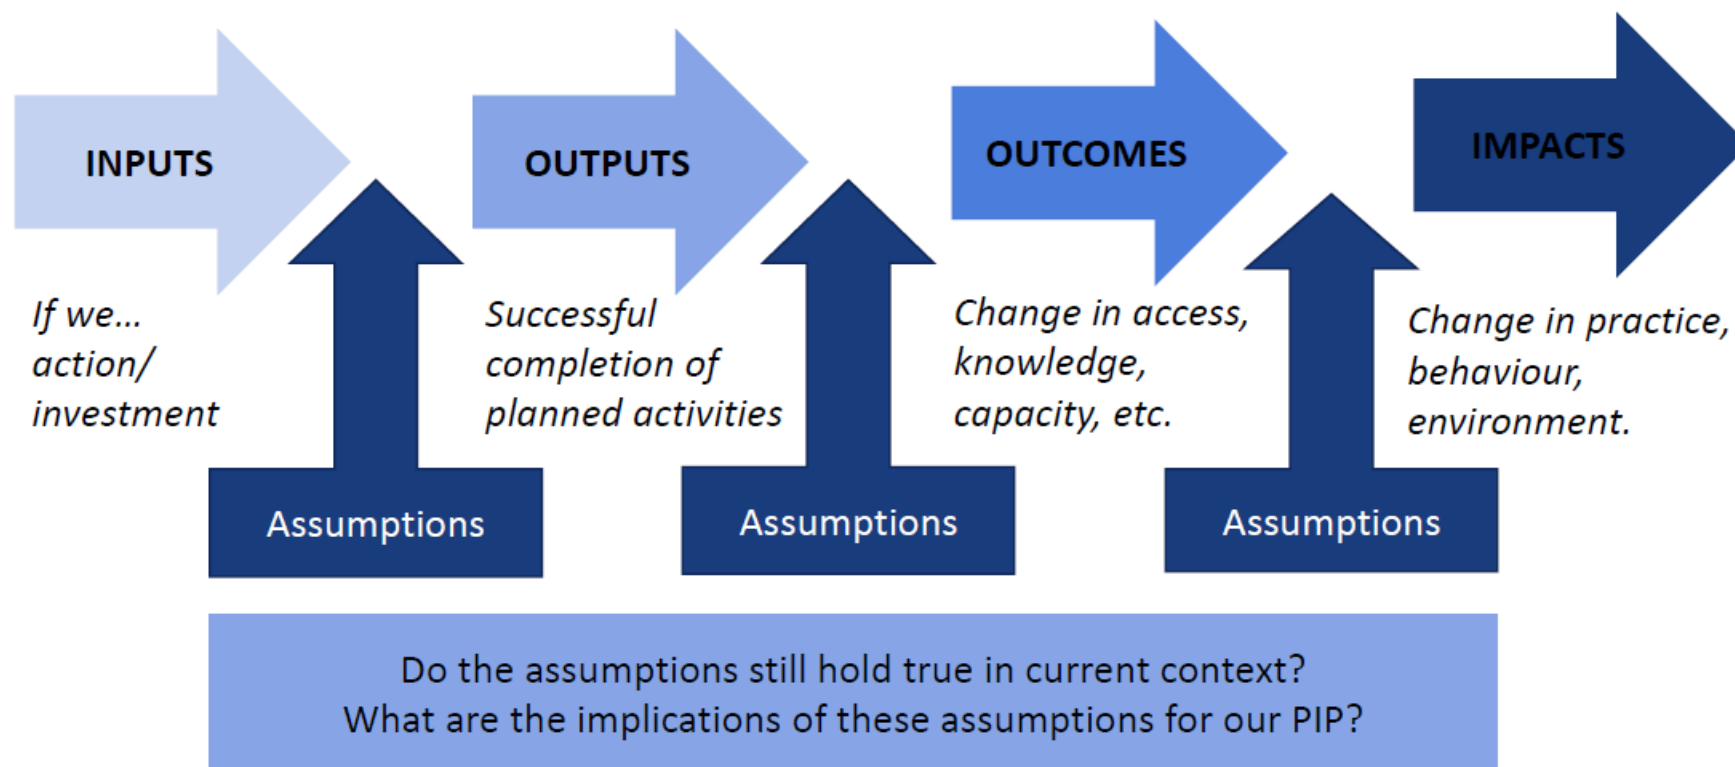 INPUTS
OUTPUTS
OUTCOMES
IMPACTS
If we...
action/
investment
Successful
completion of
planned activities
Change in access,
knowledge,
capacity, etc.
Change in practice,
behaviour,
environment.
Assumptions
Assumptions
Assumptions
Do the assumptions still hold true in current context?
What are the implications of these assumptions for our PIP?